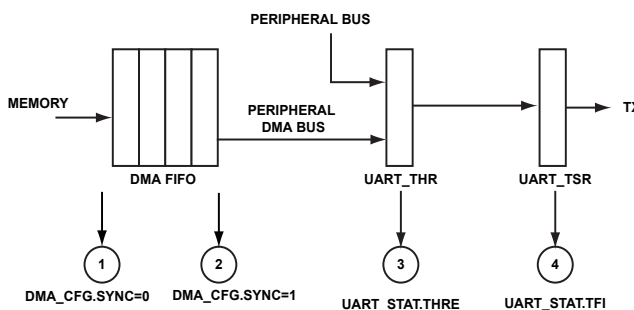 PERIPHERAL BUS
MEMORY
PERIPHERAL
DMA BUS
TX
DMA FIFO
UART_THR
UART_TSR
1
2
3
4
DMA_CFG.SYNC=0
DMA_CFG.SYNC=1
UART_STAT.THRE
UART_STAT.TFI